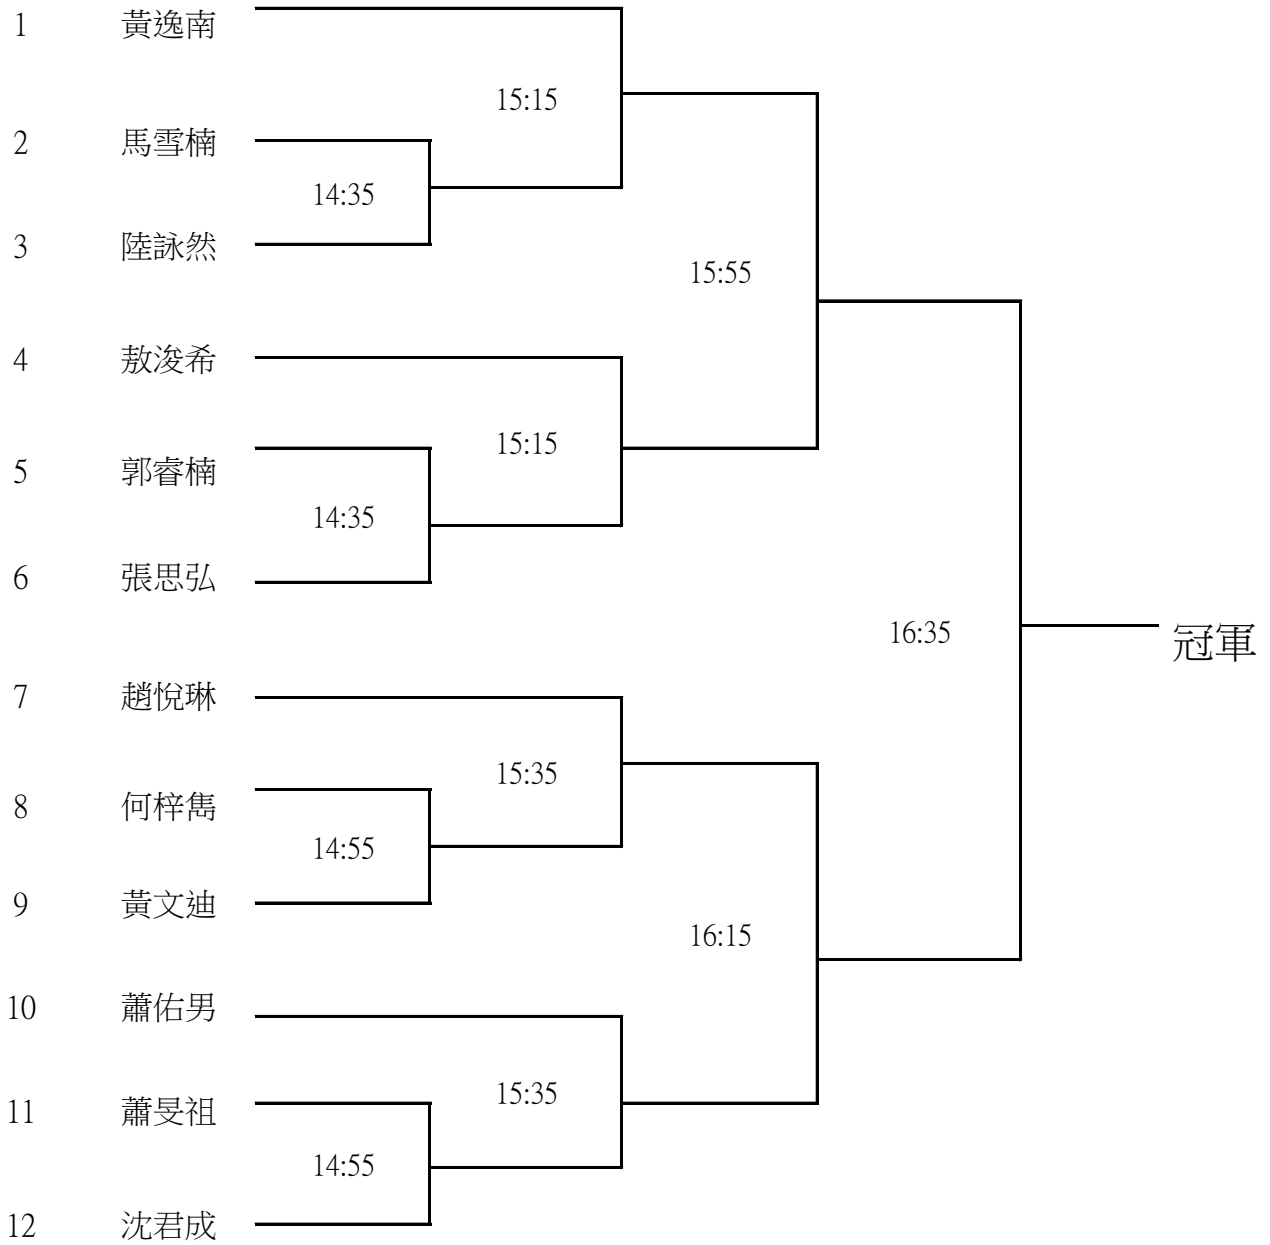 1 黃逸南
15:15
2 馬雪楠
14:35
3 陸詠然
15:55
4 敖浚希
15:15
5 郭睿楠
14:35
6 張思弘
16:35
冠軍
7 趙悅琳
15:35
8 何梓雋
14:55
9 黃文迪
16:15
10 蕭佑男
15:35
11 蕭旻祖
14:55
12 沈君成